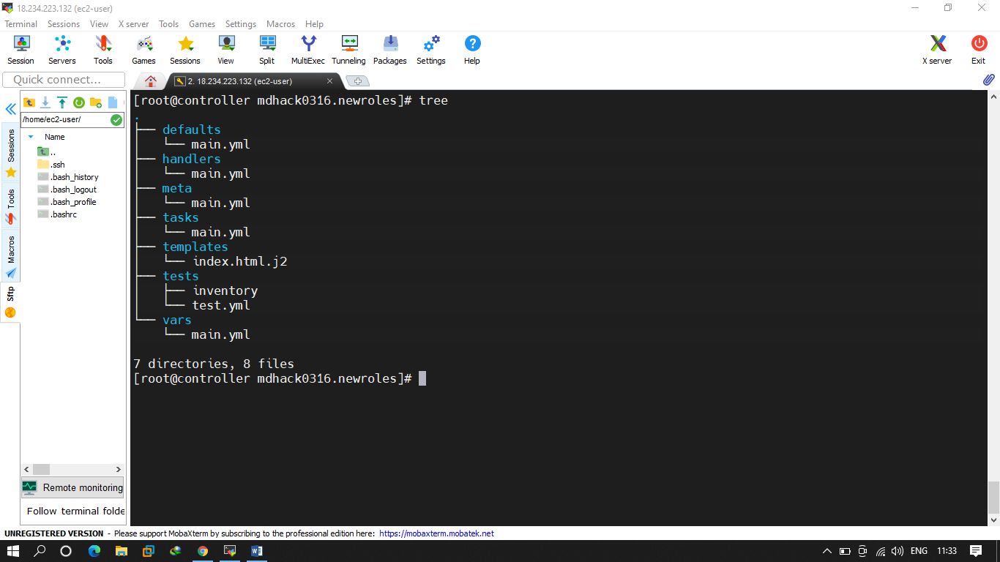 18.234.223.132 (ec2-user)
Terminal Sessions View X server Tools Games Settings Macros Help
Session Servers Tools Games Sessions View Split MultiExec Tunneling Packages Settings Help X server Exit
Quick connect...
2. 18.234.223.132 (ec2-user)
/home/ec2-user/
Name
..
.ssh
.bash_history
.bash_logout
.bash_profile
.bashrc
Sessions
Tools
Macros
Sftp
Remote monitoring
Follow terminal folde
[root@controller mdhack0316.newroles]# tree
.
├── defaults
│   └── main.yml
├── handlers
│   └── main.yml
├── meta
│   └── main.yml
├── tasks
│   └── main.yml
├── templates
│   └── index.html.j2
├── tests
│   ├── inventory
│   └── test.yml
└── vars
    └── main.yml
7 directories, 8 files
[root@controller mdhack0316.newroles]#
UNREGISTERED VERSION - Please support MobaXterm by subscribing to the professional edition here: https://mobaxterm.mobatek.net
ENG 11:33